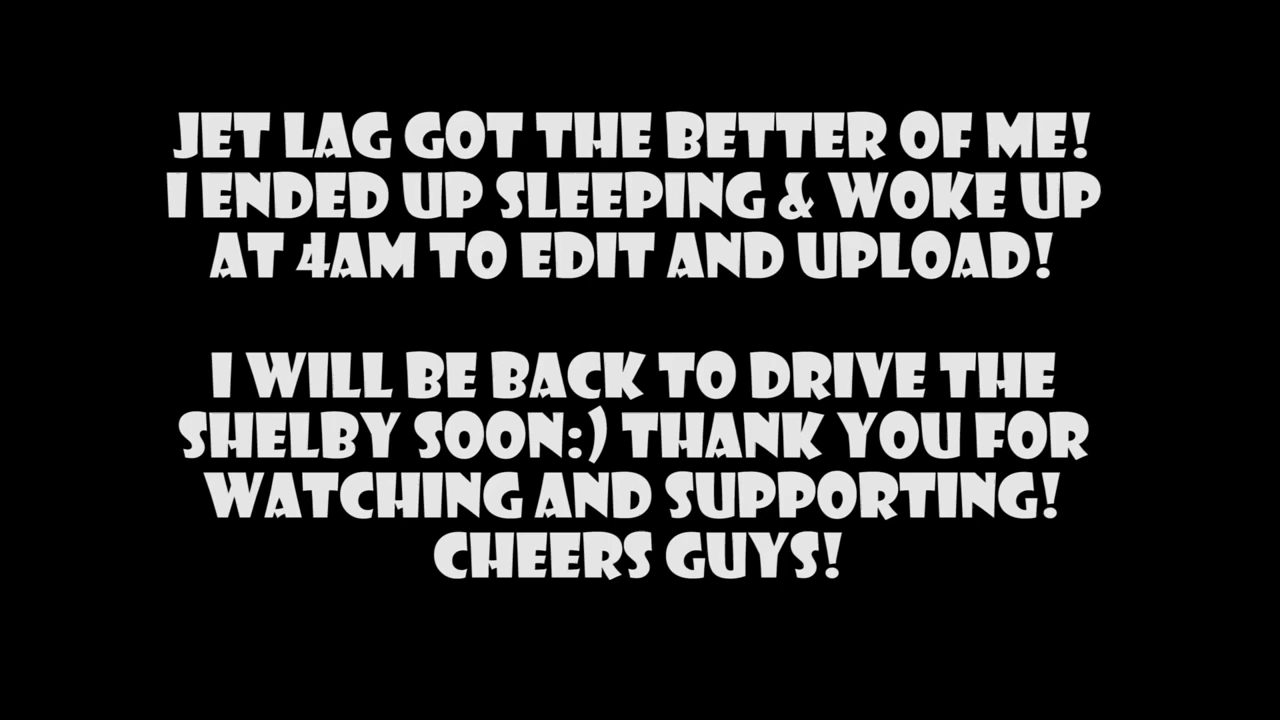 JET LAG GOT THE BETTER OF ME!
I ENDED UP SLEEPING & WOKE UP
AT 4AM TO EDIT AND UPLOAD!
I WILL BE BACK TO DRIVE THE
SHELBY SOON:) THANK YOU FOR
WATCHING AND SUPPORTING!
CHEERS GUYS!